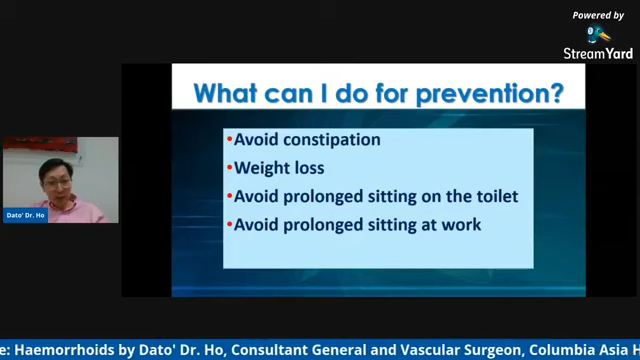 Powered by
StreamYard
What can I do for prevention?
•Avoid constipation
•Weight loss
•Avoid prolonged sitting on the toilet
•Avoid prolonged sitting at work
Dato' Dr. Ho
e: Haemorrhoids by Dato' Dr. Ho, Consultant General and Vascular Surgeon, Columbia Asia H